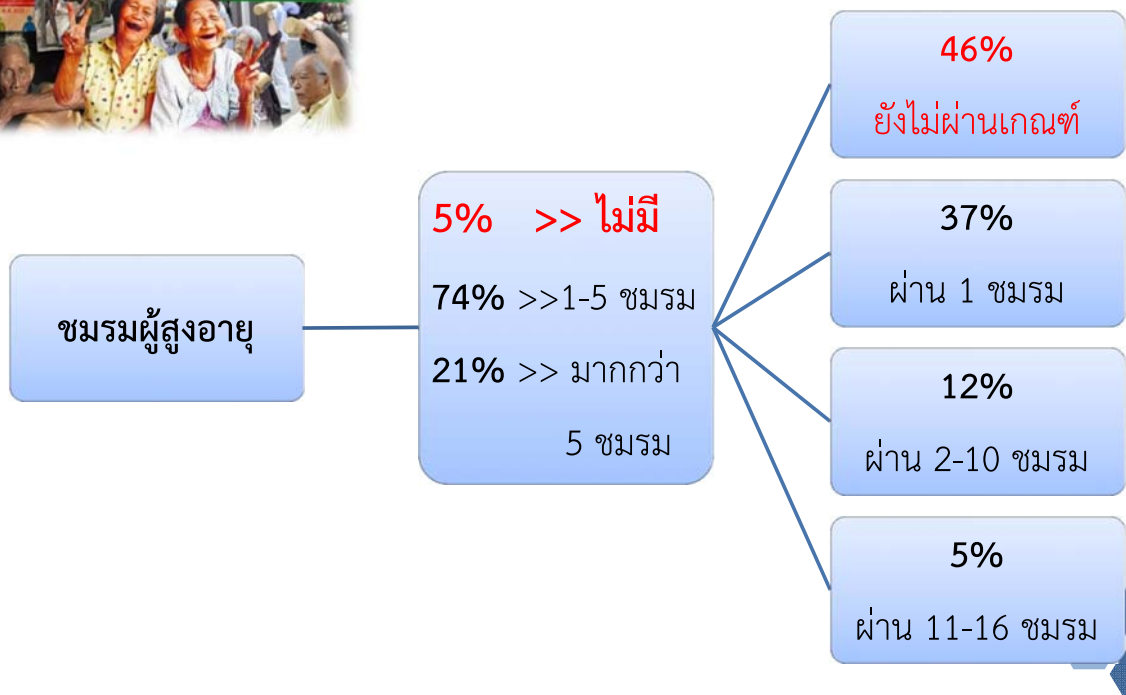 ชมรมผู้สูงอายุ
5% >> ไม่มี
74% >>1-5 ชมรม
21% >> มากกว่า
5 ชมรม
46%
ยังไม่ผ่านเกณฑ์
37%
ผ่าน 1 ชมรม
12%
ผ่าน 2-10 ชมรม
5%
ผ่าน 11-16 ชมรม